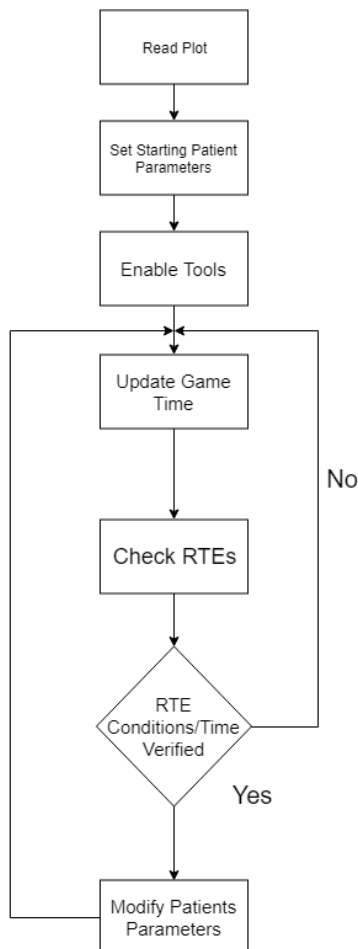 Read Plot
Set Starting Patient
Parameters
Enable Tools
Update Game
Time
No
Check RTEs
RTE
Conditions/Time
Verified
Yes
Modify Patients
Parameters